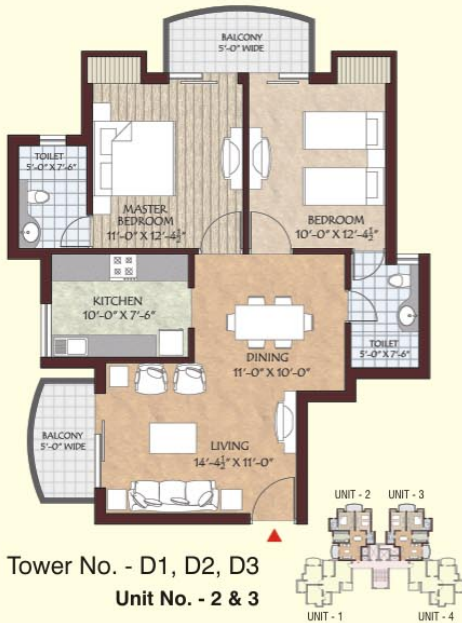 BALCONY
5'-0" WIDE
TOILET
5'-0" X 7'-6"
MASTER
BEDROOM
11'-0" X 12'-4½"
BEDROOM
10'-0" X 12'-4½"
KITCHEN
10'-0" X 7'-6"
DINING
11'-0" X 10'-0"
TOILET
5'-0" X 7'-6"
BALCONY
5'-0" WIDE
LIVING
14'-4½" X 11'-0"
UNIT - 2 UNIT - 3
Tower No. - D1, D2, D3
Unit No. - 2 & 3
UNIT - 1 UNIT - 4